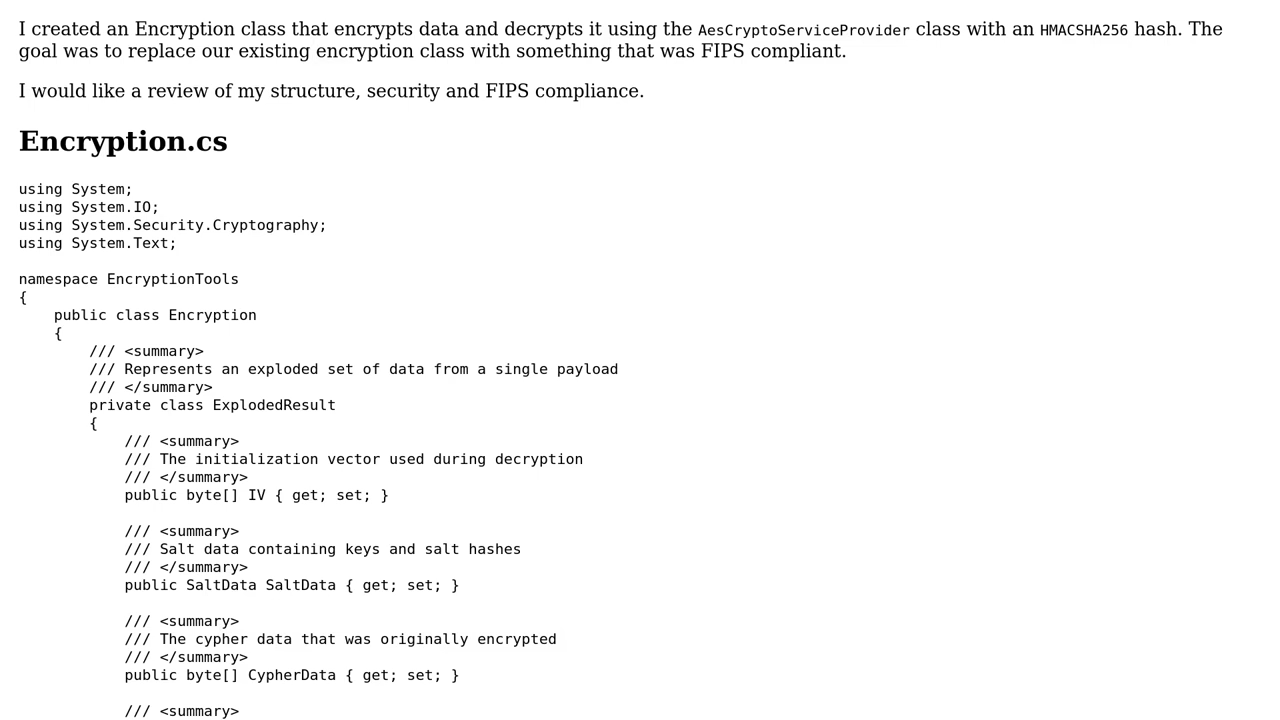 I created an Encryption class that encrypts data and decrypts it using the AesCryptoServiceProvider class with an HMACSHA256 hash. The
goal was to replace our existing encryption class with something that was FIPS compliant.
I would like a review of my structure, security and FIPS compliance.
Encryption.cs
using System;
using System.IO;
using System.Security.Cryptography;
using System.Text;
namespace EncryptionTools
{
    public class Encryption
    {
        /// <summary>
        /// Represents an exploded set of data from a single payload
        /// </summary>
        private class ExplodedResult
        {
            /// <summary>
            /// The initialization vector used during decryption
            /// </summary>
            public byte[] IV { get; set; }
            /// <summary>
            /// Salt data containing keys and salt hashes
            /// </summary>
            public SaltData SaltData { get; set; }
            /// <summary>
            /// The cypher data that was originally encrypted
            /// </summary>
            public byte[] CypherData { get; set; }
            /// <summary>